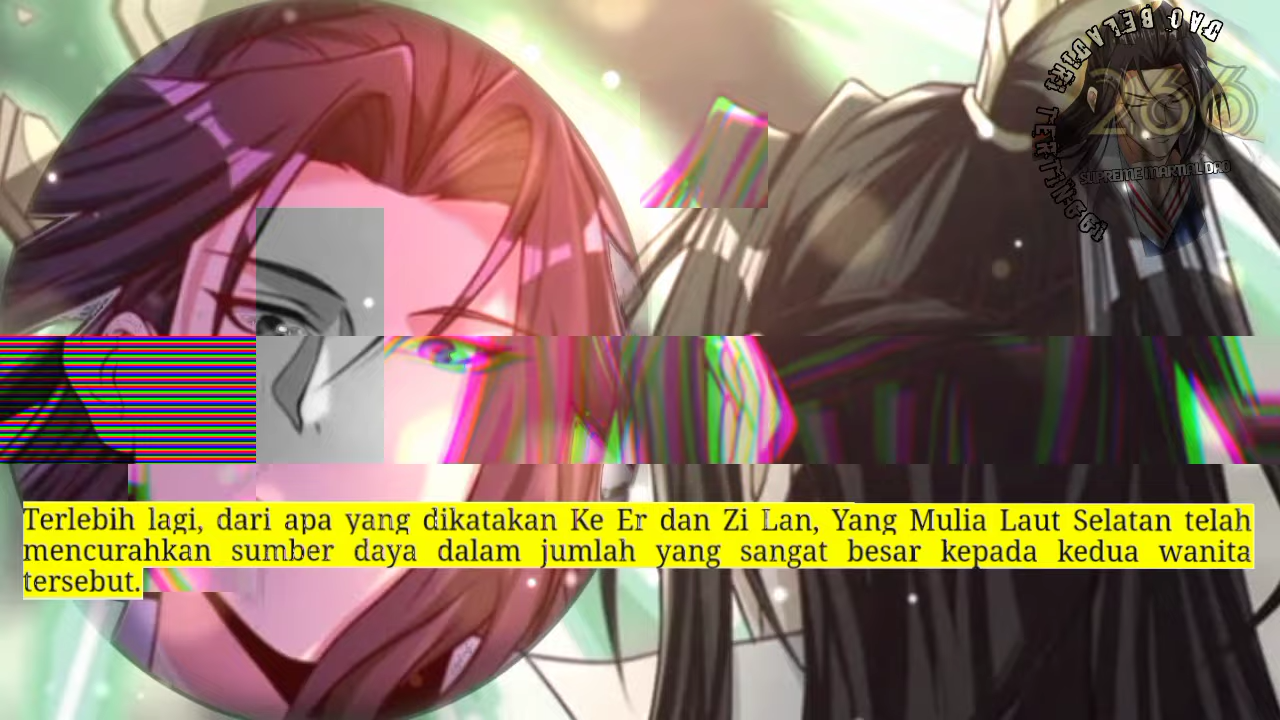 DAO BELADIRI TERTINGGI
266
SUPREME MARTIAL DAO
Terlebih lagi, dari apa yang dikatakan Ke Er dan Zi Lan, Yang Mulia Laut Selatan telah
mencurahkan sumber daya dalam jumlah yang sangat besar kepada kedua wanita
tersebut.